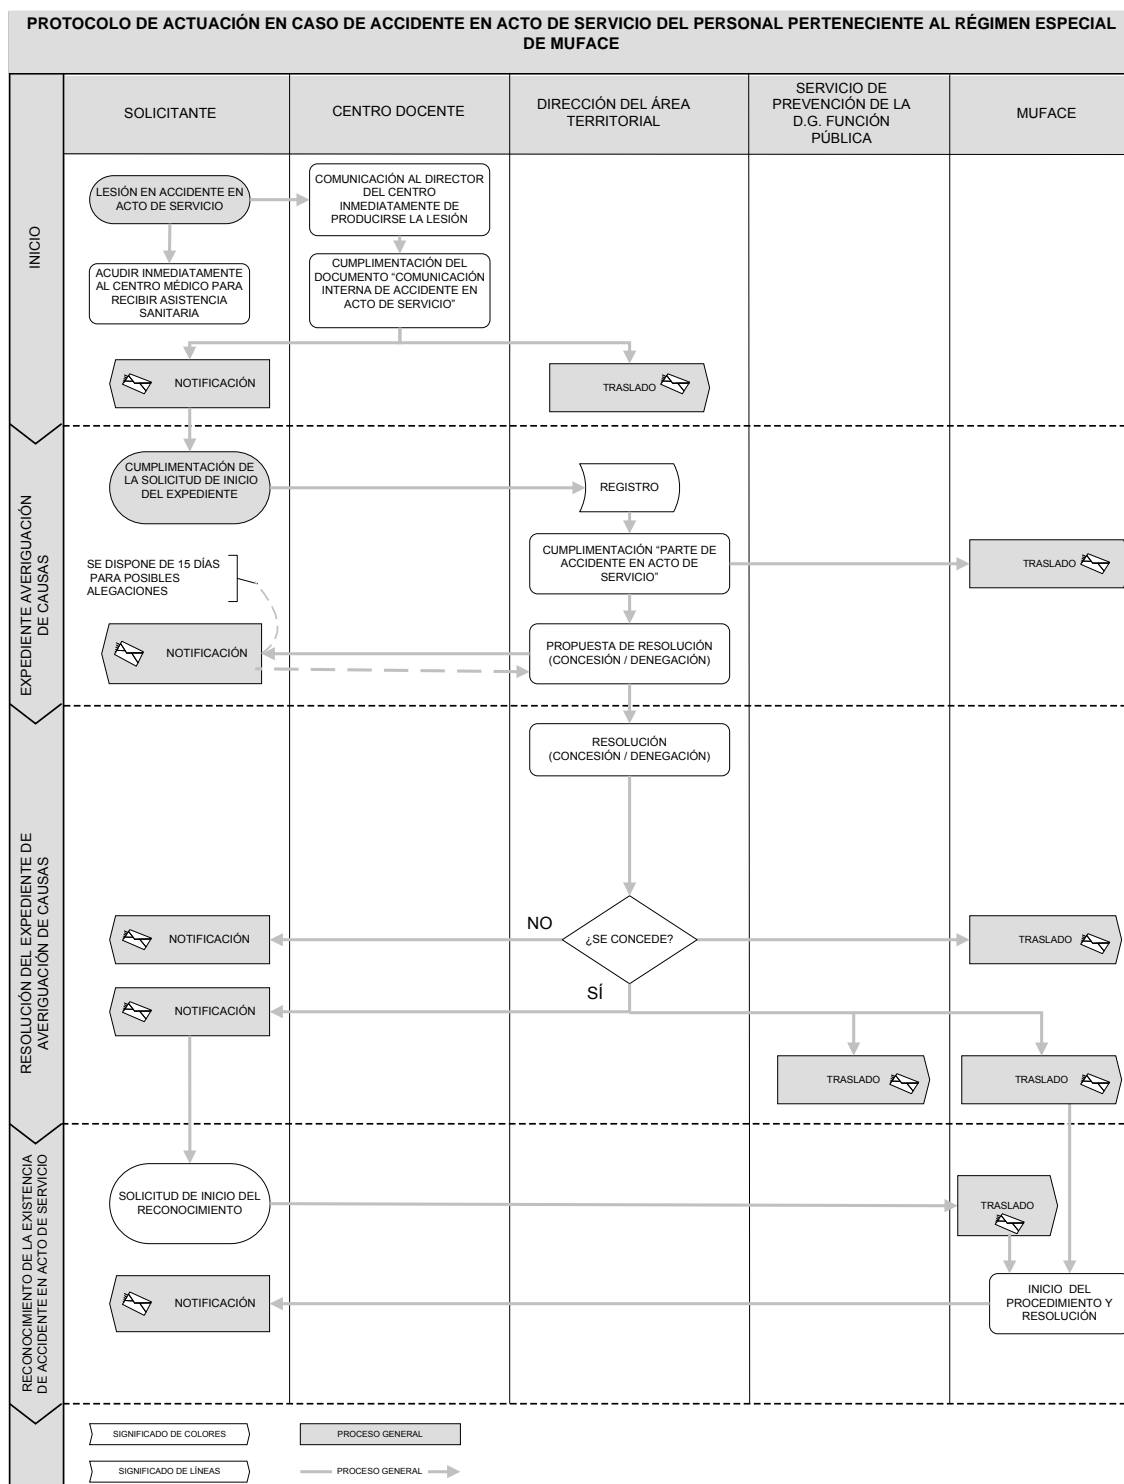 PROTOCOLO DE ACTUACIÓN EN CASO DE ACCIDENTE EN ACTO DE SERVICIO DEL PERSONAL PERTENECIENTE AL RÉGIMEN ESPECIAL
DE MUFACE
SOLICITANTE
CENTRO DOCENTE
DIRECCIÓN DEL ÁREA
TERRITORIAL
SERVICIO DE
PREVENCIÓN DE LA
D.G. FUNCIÓN
PÚBLICA
MUFACE
INICIO
LESIÓN EN ACCIDENTE EN
ACTO DE SERVICIO
COMUNICACIÓN AL DIRECTOR
DEL CENTRO
INMEDIATAMENTE DE
PRODUCIRSE LA LESIÓN
ACUDIR INMEDIATAMENTE
AL CENTRO MÉDICO PARA
RECIBIR ASISTENCIA
SANITARIA
CUMPLIMENTACIÓN DEL
DOCUMENTO “COMUNICACIÓN
INTERNA DE ACCIDENTE EN
ACTO DE SERVICIO”
NOTIFICACIÓN
TRASLADO
EXPEDIENTE AVERIGUACIÓN
DE CAUSAS
CUMPLIMENTACIÓN DE
LA SOLICITUD DE INICIO
DEL EXPEDIENTE
REGISTRO
CUMPLIMENTACIÓN “PARTE DE
ACCIDENTE EN ACTO DE
SERVICIO”
TRASLADO
SE DISPONE DE 15 DÍAS
PARA POSIBLES
ALEGACIONES
NOTIFICACIÓN
PROPUESTA DE RESOLUCIÓN
(CONCESIÓN / DENEGACIÓN)
RESOLUCIÓN DEL EXPEDIENTE DE
AVERIGUACIÓN DE CAUSAS
RESOLUCIÓN
(CONCESIÓN / DENEGACIÓN)
NOTIFICACIÓN
NO
¿SE CONCEDE?
TRASLADO
SÍ
NOTIFICACIÓN
TRASLADO
TRASLADO
RECONOCIMIENTO DE LA EXISTENCIA
DE ACCIDENTE EN ACTO DE SERVICIO
SOLICITUD DE INICIO DEL
RECONOCIMIENTO
TRASLADO
NOTIFICACIÓN
INICIO DEL
PROCEDIMIENTO Y
RESOLUCIÓN
SIGNIFICADO DE COLORES
PROCESO GENERAL
SIGNIFICADO DE LÍNEAS
PROCESO GENERAL